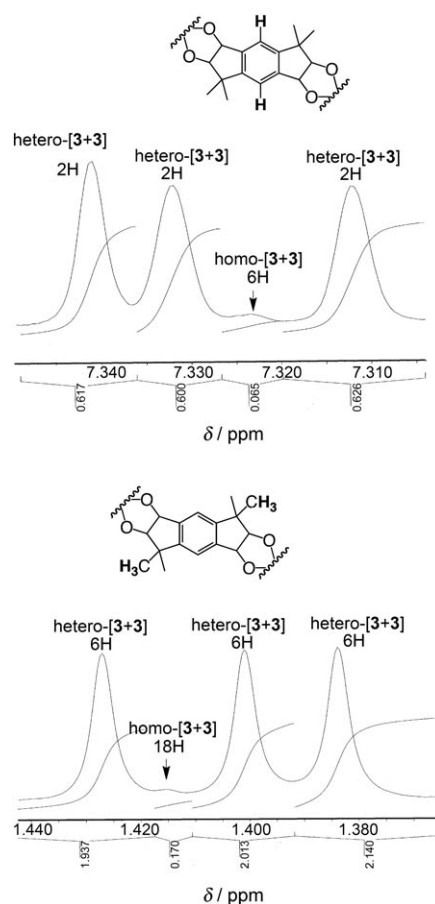 H
O
O
O
O
H
hetero-[3+3]
2H
hetero-[3+3]
2H
hetero-[3+3]
2H
homo-[3+3]
6H
7.340 7.330 7.320 7.310
0.617 0.600 0.065 0.626
δ / ppm
O
O
CH₃
H₃C
O
O
hetero-[3+3]
6H
hetero-[3+3]
6H
hetero-[3+3]
6H
homo-[3+3]
18H
1.440 1.420 1.400 1.380
1.937 0.170 2.013 2.140
δ / ppm